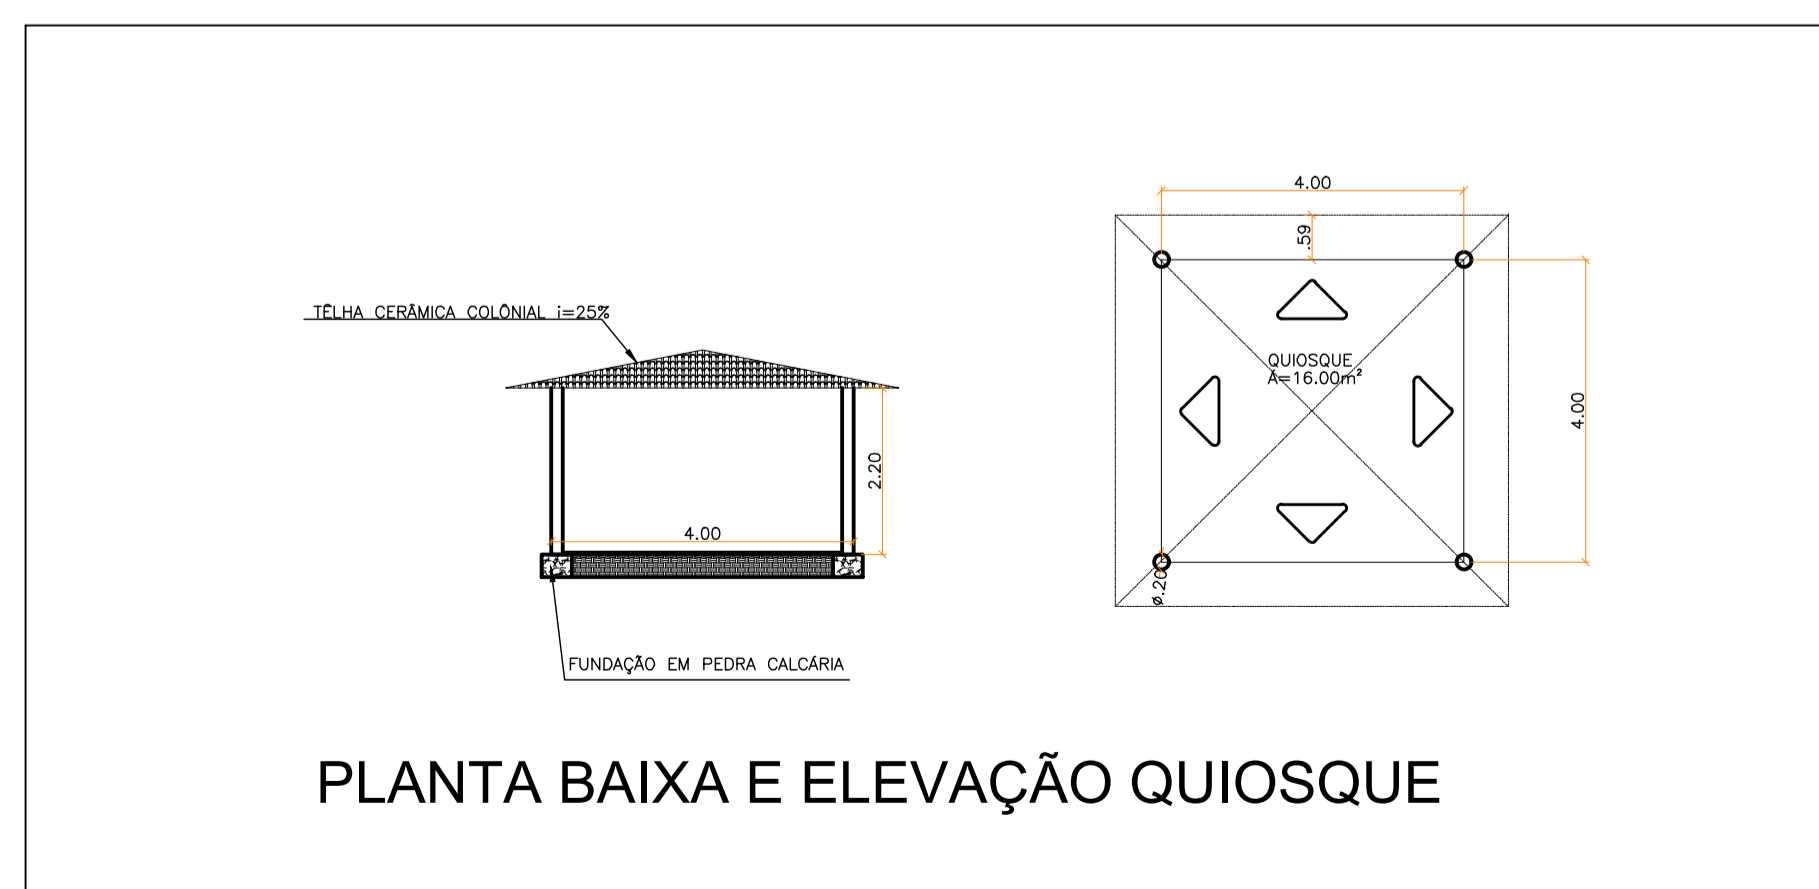 TÊLHA CERÂMICA COLÔNIAL i=25%
2.20
4.00
FUNDAÇÃO EM PEDRA CALCÁRIA
4.00
.59
QUIOSQUE
Á=16.00m²
4.00
ø.20
PLANTA BAIXA E ELEVAÇÃO QUIOSQUE